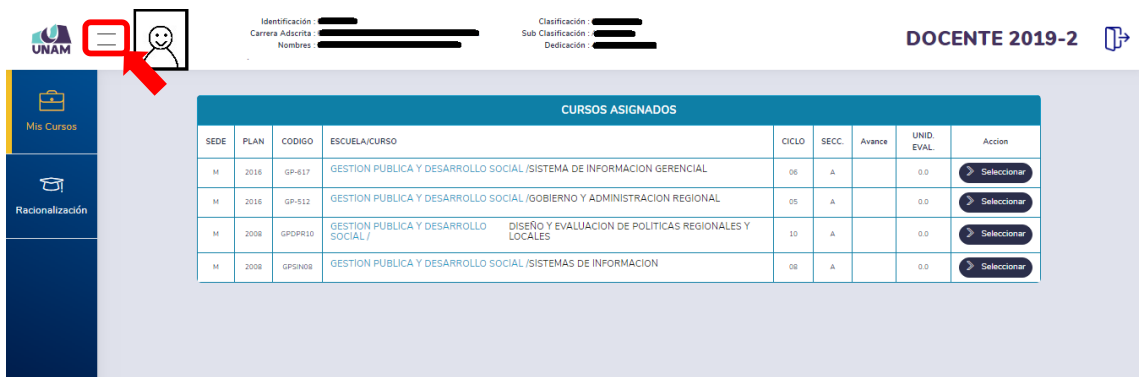 UNAM
Identificación :
Carrera Adscrita :
Nombres :
Clasificación :
Sub Clasificación :
Dedicación :
DOCENTE 2019-2
Mis Cursos
Racionalización
CURSOS ASIGNADOS
SEDE PLAN CODIGO ESCUELA/CURSO CICLO SECC. Avance UNID. EVAL. Accion
M 2016 GP-617 GESTION PUBLICA Y DESARROLLO SOCIAL /SISTEMA DE INFORMACION GERENCIAL 06 A 0.0 Seleccionar
M 2016 GP-512 GESTION PUBLICA Y DESARROLLO SOCIAL /GOBIERNO Y ADMINISTRACION REGIONAL 05 A 0.0 Seleccionar
M 2008 GPDPR10 GESTION PUBLICA Y DESARROLLO SOCIAL / DISEÑO Y EVALUACION DE POLITICAS REGIONALES Y LOCALES 10 A 0.0 Seleccionar
M 2008 GPSIN08 GESTION PUBLICA Y DESARROLLO SOCIAL /SISTEMAS DE INFORMACION 08 A 0.0 Seleccionar